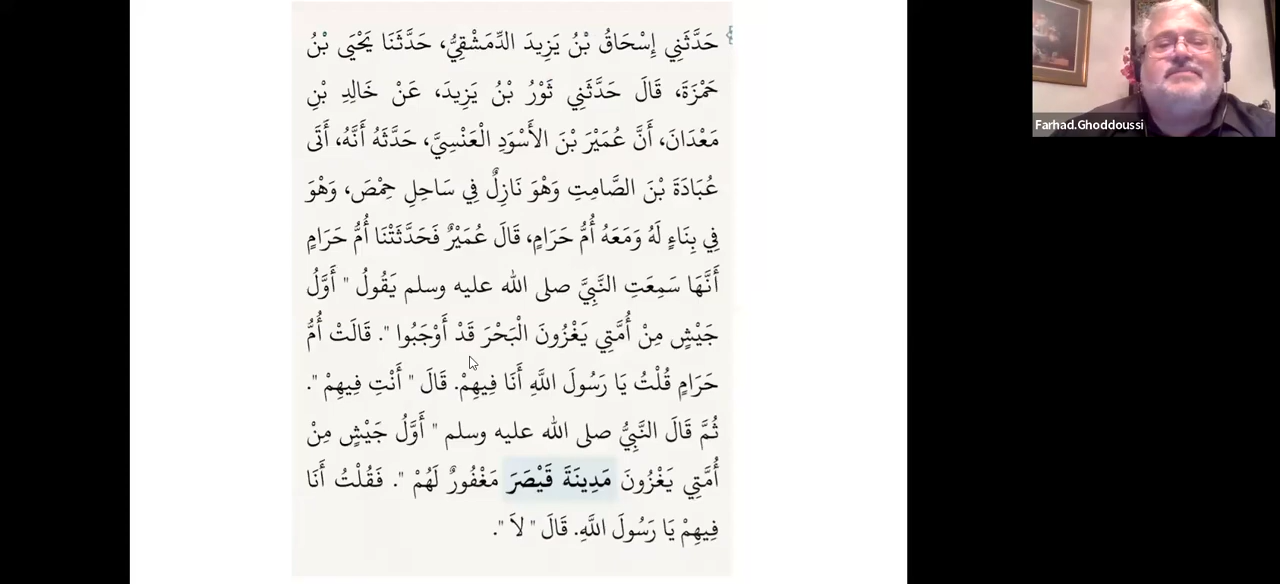 حَدَّثَنِي إِسْحَاقُ بْنُ يَزِيدَ الدِّمَشْقِيُّ، حَدَّثَنَا يَحْيَى بْنُ
حَمْزَةَ، قَالَ حَدَّثَنِي ثَوْرُ بْنُ يَزِيدَ، عَنْ خَالِدِ بْنِ
مَعْدَانَ، أَنَّ عُمَيْرَ بْنَ الأَسْوَدِ الْعَنْسِيَّ، حَدَّثَهُ أَنَّهُ، أَتَى
عُبَادَةَ بْنَ الصَّامِتِ وَهْوَ نَازِلٌ فِي سَاحِلِ حِمْصَ، وَهْوَ
فِي بِنَاءٍ لَهُ وَمَعَهُ أُمُّ حَرَامٍ، قَالَ عُمَيْرٌ فَحَدَّثَتْنَا أُمُّ حَرَامٍ
أَنَّهَا سَمِعَتِ النَّبِيَّ صلى الله عليه وسلم يَقُولُ " أَوَّلُ
جَيْشٍ مِنْ أُمَّتِي يَغْزُونَ الْبَحْرَ قَدْ أَوْجَبُوا ". قَالَتْ أُمُّ
حَرَامٍ قُلْتُ يَا رَسُولَ اللَّهِ أَنَا فِيهِمْ. قَالَ " أَنْتِ فِيهِمْ ".
ثُمَّ قَالَ النَّبِيُّ صلى الله عليه وسلم " أَوَّلُ جَيْشٍ مِنْ
أُمَّتِي يَغْزُونَ مَدِينَةَ قَيْصَرَ مَغْفُورٌ لَهُمْ ". فَقُلْتُ أَنَا
فِيهِمْ يَا رَسُولَ اللَّهِ. قَالَ " لاَ ".
Farhad.Ghoddoussi